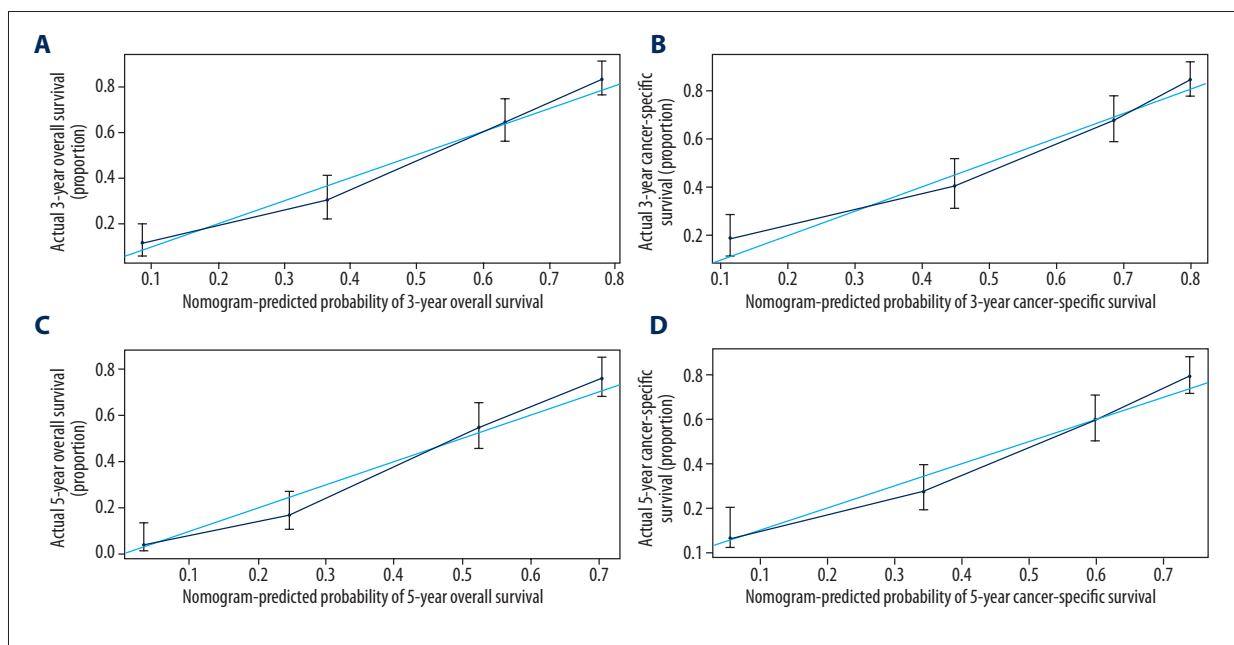 A
Actual 3-year overall survival
(proportion)
0.8
0.6
0.4
0.2
0.1 0.2 0.3 0.4 0.5 0.6 0.7 0.8
Nomogram-predicted probability of 3-year overall survival
B
Actual 3-year cancer-specific
survival (proportion)
0.8
0.6
0.4
0.2
0.1 0.2 0.3 0.4 0.5 0.6 0.7 0.8
Nomogram-predicted probability of 3-year cancer-specific survival
C
Actual 5-year overall survival
(proportion)
0.8
0.6
0.4
0.2
0.0
0.1 0.2 0.3 0.4 0.5 0.6 0.7
Nomogram-predicted probability of 5-year overall survival
D
Actual 5-year cancer-specific
survival (proportion)
0.8
0.6
0.4
0.2
0.1
0.1 0.2 0.3 0.4 0.5 0.6 0.7
Nomogram-predicted probability of 5-year cancer-specific survival